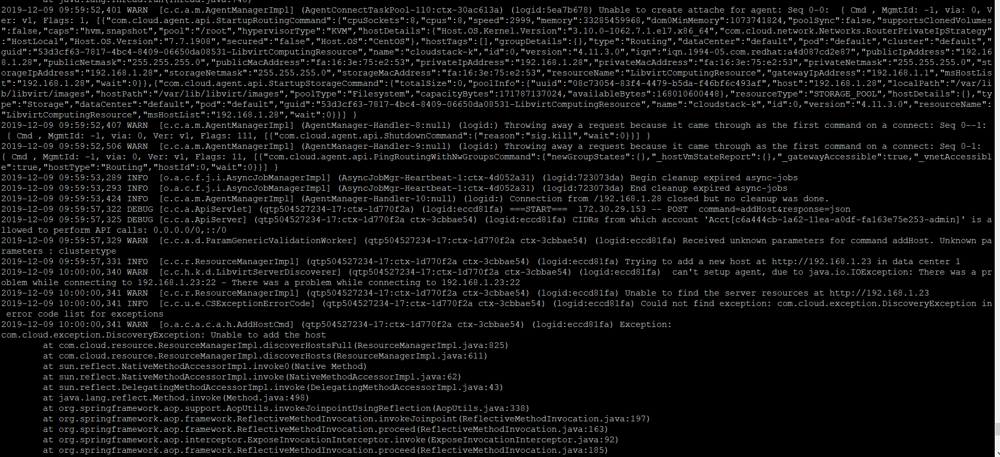 at java.lang.Thread.run(Thread.java:748)
2019-12-09 09:59:52,401 WARN  [c.c.a.m.AgentManagerImpl] (AgentConnectTaskPool-110:ctx-30ac613a) (logid:5ea7b678) Unable to create attache for agent: Seq 0-0:  { Cmd , MgmtId: -1, via: 0, V
er: v1, Flags: 1, [{"com.cloud.agent.api.StartupRoutingCommand":{"cpuSockets":8,"cpus":8,"speed":2999,"memory":33285459968,"dom0MinMemory":1073741824,"poolSync":false,"supportsClonedVolumes
":false,"caps":"hvm,snapshot","pool":"/root","hypervisorType":"KVM","hostDetails":{"Host.OS.Kernel.Version":"3.10.0-1062.7.1.el7.x86_64","com.cloud.network.Networks.RouterPrivateIpStrategy"
:"HostLocal","Host.OS.Version":"7.7.1908","secured":"false","Host.OS":"CentOS"},"hostTags":[],"groupDetails":{},"type":"Routing","dataCenter":"default","pod":"default","cluster":"default","
guid":"53d3cf63-7817-4bc4-8409-06650da08531-LibvirtComputingResource","name":"cloudstack-k","id":0,"version":"4.11.3.0","iqn":"iqn.1994-05.com.redhat:a4d087cd2e87","publicIpAddress":"192.16
8.1.28","publicNetmask":"255.255.255.0","publicMacAddress":"fa:16:3e:75:e2:53","privateIpAddress":"192.168.1.28","privateMacAddress":"fa:16:3e:75:e2:53","privateNetmask":"255.255.255.0","st
orageIpAddress":"192.168.1.28","storageNetmask":"255.255.255.0","storageMacAddress":"fa:16:3e:75:e2:53","resourceName":"LibvirtComputingResource","gatewayIpAddress":"192.168.1.1","msHostLis
t":"192.168.1.28","wait":0}},{"com.cloud.agent.api.StartupStorageCommand":{"totalSize":0,"poolInfo":{"uuid":"08c73054-83f4-4479-b5da-f46bf6c493af","host":"192.168.1.28","localPath":"/var/li
b/libvirt/images","hostPath":"/var/lib/libvirt/images","poolType":"Filesystem","capacityBytes":171787137024,"availableBytes":168010600448},"resourceType":"STORAGE_POOL","hostDetails":{},"ty
pe":"Storage","dataCenter":"default","pod":"default","guid":"53d3cf63-7817-4bc4-8409-06650da08531-LibvirtComputingResource","name":"cloudstack-k","id":0,"version":"4.11.3.0","resourceName":
"LibvirtComputingResource","msHostList":"192.168.1.28","wait":0}}] }
2019-12-09 09:59:52,407 WARN  [c.c.a.m.AgentManagerImpl] (AgentManager-Handler-8:null) (logid:) Throwing away a request because it came through as the first command on a connect: Seq 0--1:
 { Cmd , MgmtId: -1, via: 0, Ver: v1, Flags: 111, [{"com.cloud.agent.api.ShutdownCommand":{"reason":"sig.kill","wait":0}}] }
2019-12-09 09:59:52,506 WARN  [c.c.a.m.AgentManagerImpl] (AgentManager-Handler-9:null) (logid:) Throwing away a request because it came through as the first command on a connect: Seq 0-1:
{ Cmd , MgmtId: -1, via: 0, Ver: v1, Flags: 11, [{"com.cloud.agent.api.PingRoutingWithNwGroupsCommand":{"newGroupStates":{},"_hostVmStateReport":{},"_gatewayAccessible":true,"_vnetAccessibl
e":true,"hostType":"Routing","hostId":0,"wait":0}}] }
2019-12-09 09:59:53,289 INFO  [o.a.c.f.j.i.AsyncJobManagerImpl] (AsyncJobMgr-Heartbeat-1:ctx-4d052a31) (logid:723073da) Begin cleanup expired async-jobs
2019-12-09 09:59:53,293 INFO  [o.a.c.f.j.i.AsyncJobManagerImpl] (AsyncJobMgr-Heartbeat-1:ctx-4d052a31) (logid:723073da) End cleanup expired async-jobs
2019-12-09 09:59:53,424 INFO  [c.c.a.m.AgentManagerImpl] (AgentManager-Handler-10:null) (logid:) Connection from /192.168.1.28 closed but no cleanup was done.
2019-12-09 09:59:57,322 DEBUG [c.c.a.ApiServlet] (qtp504527234-17:ctx-1d770f2a) (logid:eccd81fa) ===START===  172.30.29.153 -- POST  command=addHost&response=json
2019-12-09 09:59:57,325 DEBUG [c.c.a.ApiServer] (qtp504527234-17:ctx-1d770f2a ctx-3cbbae54) (logid:eccd81fa) CIDRs from which account 'Acct[c6a444cb-1a62-11ea-a0df-fa163e75e253-admin]' is a
llowed to perform API calls: 0.0.0.0/0,::/0
2019-12-09 09:59:57,329 WARN  [c.c.a.d.ParamGenericValidationWorker] (qtp504527234-17:ctx-1d770f2a ctx-3cbbae54) (logid:eccd81fa) Received unknown parameters for command addHost. Unknown pa
rameters : clustertype
2019-12-09 09:59:57,331 INFO  [c.c.r.ResourceManagerImpl] (qtp504527234-17:ctx-1d770f2a ctx-3cbbae54) (logid:eccd81fa) Trying to add a new host at http://192.168.1.23 in data center 1
2019-12-09 10:00:00,340 WARN  [c.c.h.k.d.LibvirtServerDiscoverer] (qtp504527234-17:ctx-1d770f2a ctx-3cbbae54) (logid:eccd81fa)  can't setup agent, due to java.io.IOException: There was a pr
oblem while connecting to 192.168.1.23:22 - There was a problem while connecting to 192.168.1.23:22
2019-12-09 10:00:00,341 WARN  [c.c.r.ResourceManagerImpl] (qtp504527234-17:ctx-1d770f2a ctx-3cbbae54) (logid:eccd81fa) Unable to find the server resources at http://192.168.1.23
2019-12-09 10:00:00,341 INFO  [c.c.u.e.CSExceptionErrorCode] (qtp504527234-17:ctx-1d770f2a ctx-3cbbae54) (logid:eccd81fa) Could not find exception: com.cloud.exception.DiscoveryException in
 error code list for exceptions
2019-12-09 10:00:00,341 WARN  [o.a.c.a.c.a.h.AddHostCmd] (qtp504527234-17:ctx-1d770f2a ctx-3cbbae54) (logid:eccd81fa) Exception:
com.cloud.exception.DiscoveryException: Unable to add the host
        at com.cloud.resource.ResourceManagerImpl.discoverHostsFull(ResourceManagerImpl.java:825)
        at com.cloud.resource.ResourceManagerImpl.discoverHosts(ResourceManagerImpl.java:611)
        at sun.reflect.NativeMethodAccessorImpl.invoke0(Native Method)
        at sun.reflect.NativeMethodAccessorImpl.invoke(NativeMethodAccessorImpl.java:62)
        at sun.reflect.DelegatingMethodAccessorImpl.invoke(DelegatingMethodAccessorImpl.java:43)
        at java.lang.reflect.Method.invoke(Method.java:498)
        at org.springframework.aop.support.AopUtils.invokeJoinpointUsingReflection(AopUtils.java:338)
        at org.springframework.aop.framework.ReflectiveMethodInvocation.invokeJoinpoint(ReflectiveMethodInvocation.java:197)
        at org.springframework.aop.framework.ReflectiveMethodInvocation.proceed(ReflectiveMethodInvocation.java:163)
        at org.springframework.aop.interceptor.ExposeInvocationInterceptor.invoke(ExposeInvocationInterceptor.java:92)
        at org.springframework.aop.framework.ReflectiveMethodInvocation.proceed(ReflectiveMethodInvocation.java:185)